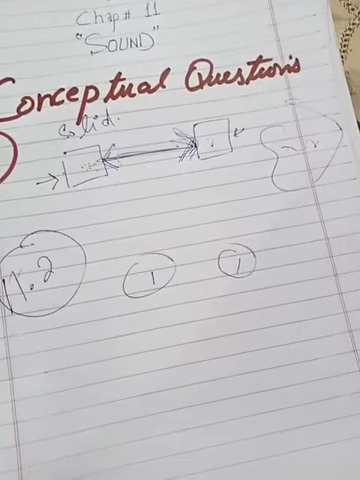 Chap# 11
"SOUND"
Conceptual Questions
Solid.
11.2
1
1